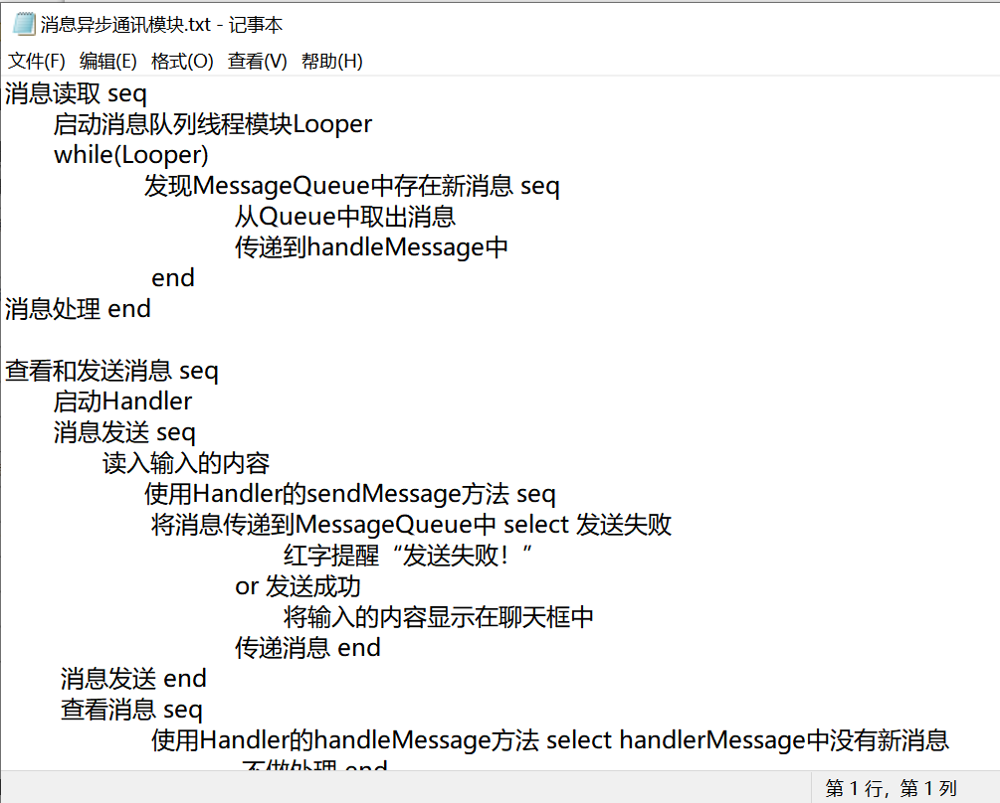 消息异步通讯模块.txt - 记事本
文件(F) 编辑(E) 格式(O) 查看(V) 帮助(H)
消息读取 seq
启动消息队列线程模块Looper
while(Looper)
发现MessageQueue中存在新消息 seq
从Queue中取出消息
传递到handleMessage中
end
消息处理 end
查看和发送消息 seq
启动Handler
消息发送 seq
读入输入的内容
使用Handler的sendMessage方法 seq
将消息传递到MessageQueue中 select 发送失败
红字提醒“发送失败！”
or 发送成功
将输入的内容显示在聊天框中
传递消息 end
消息发送 end
查看消息 seq
使用Handler的handleMessage方法 select handlerMessage中没有新消息
不做处理 end
第 1 行，第 1 列